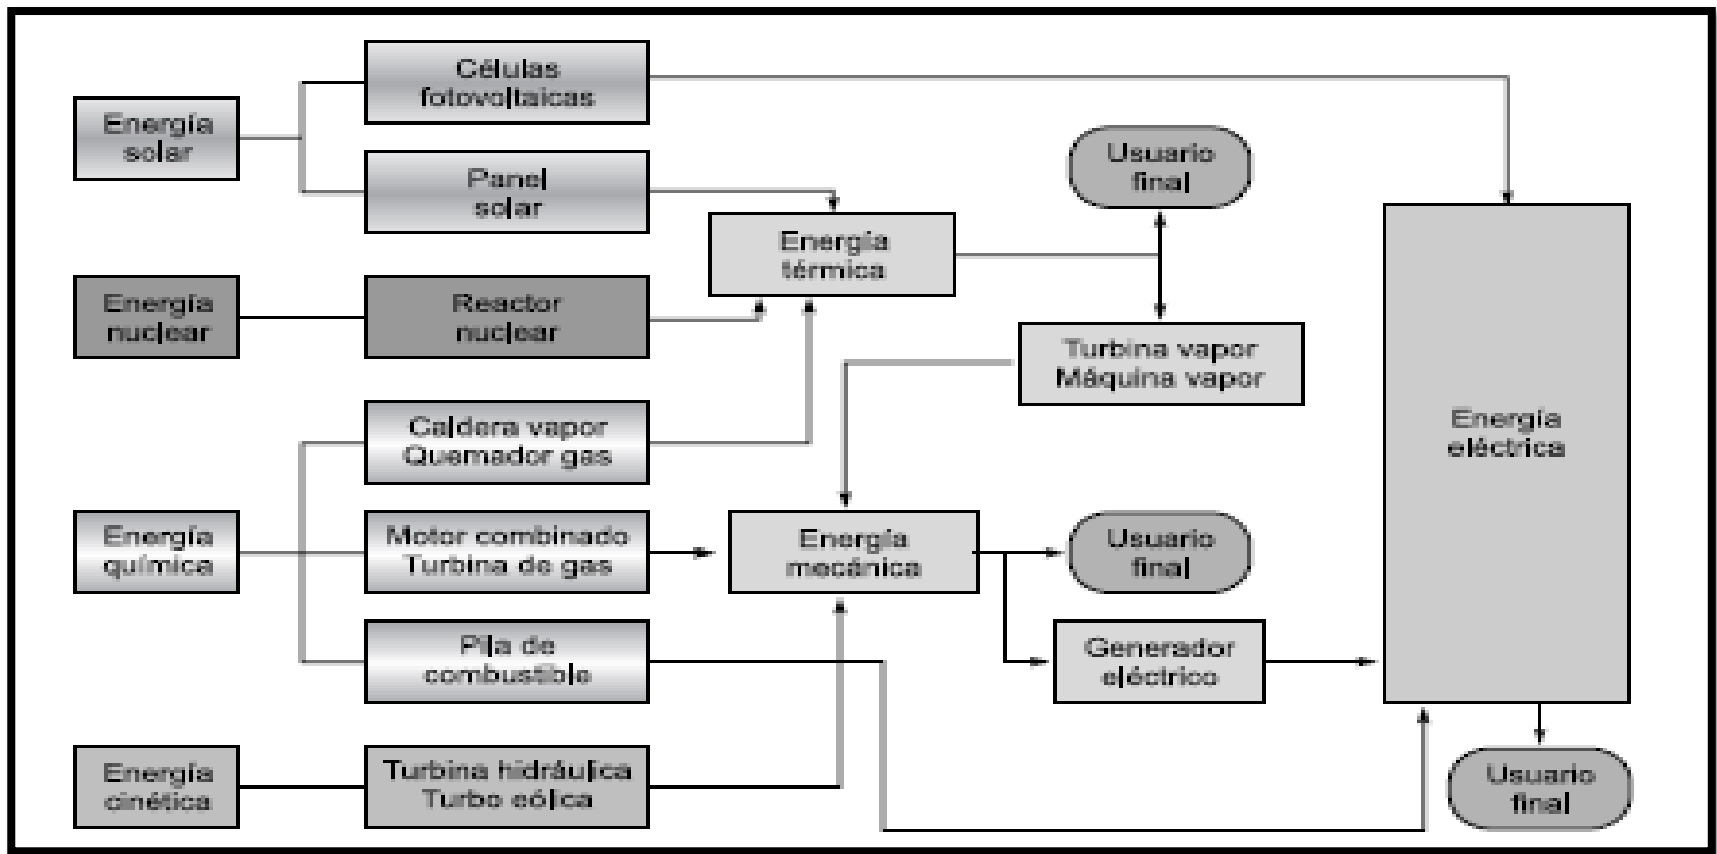 Células
fotovoltaicas
Energía
solar
Panel
solar
Usuario
final
Energía
térmica
Energía
nuclear
Reactor
nuclear
Turbina vapor
Máquina vapor
Caldera vapor
Quemador gas
Energía
eléctrica
Energía
química
Motor combinado
Turbina de gas
Energía
mecánica
Usuario
final
Pila de
combustible
Generador
eléctrico
Energía
cinética
Turbina hidráulica
Turbo eólica
Usuario
final